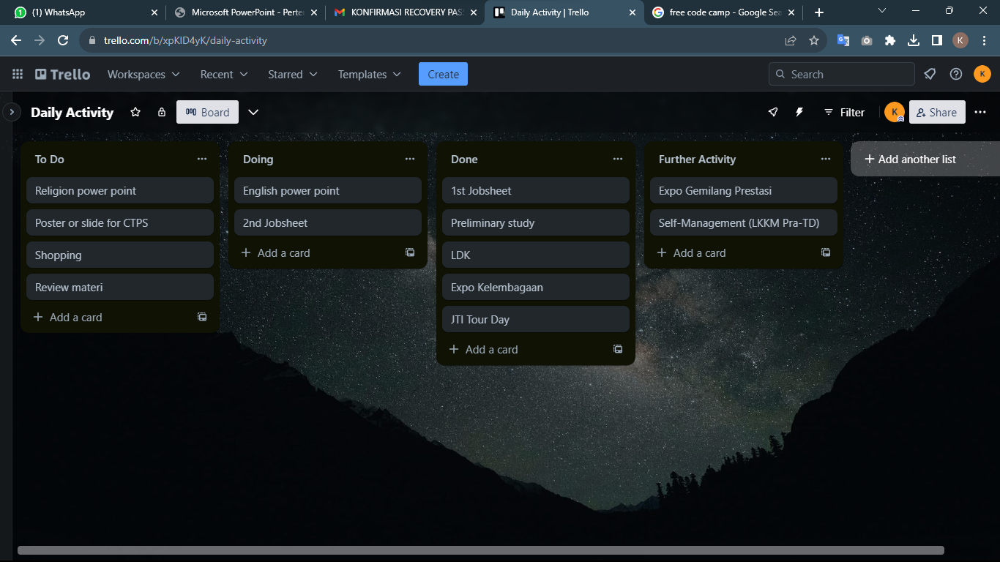 (1) WhatsApp
Microsoft PowerPoint - Perte
KONFIRMASI RECOVERY PAS
Daily Activity | Trello
free code camp - Google Sea
trello.com/b/xpKlD4yK/daily-activity
K
Trello
Workspaces
Recent
Starred
Templates
Create
Search
K
Daily Activity
Board
Filter
K
Share
To Do
Religion power point
Poster or slide for CTPS
Shopping
Review materi
Add a card
Doing
English power point
2nd Jobsheet
Add a card
Done
1st Jobsheet
Preliminary study
LDK
Expo Kelembagaan
JTI Tour Day
Add a card
Further Activity
Expo Gemilang Prestasi
Self-Management (LKKM Pra-TD)
Add a card
Add another list